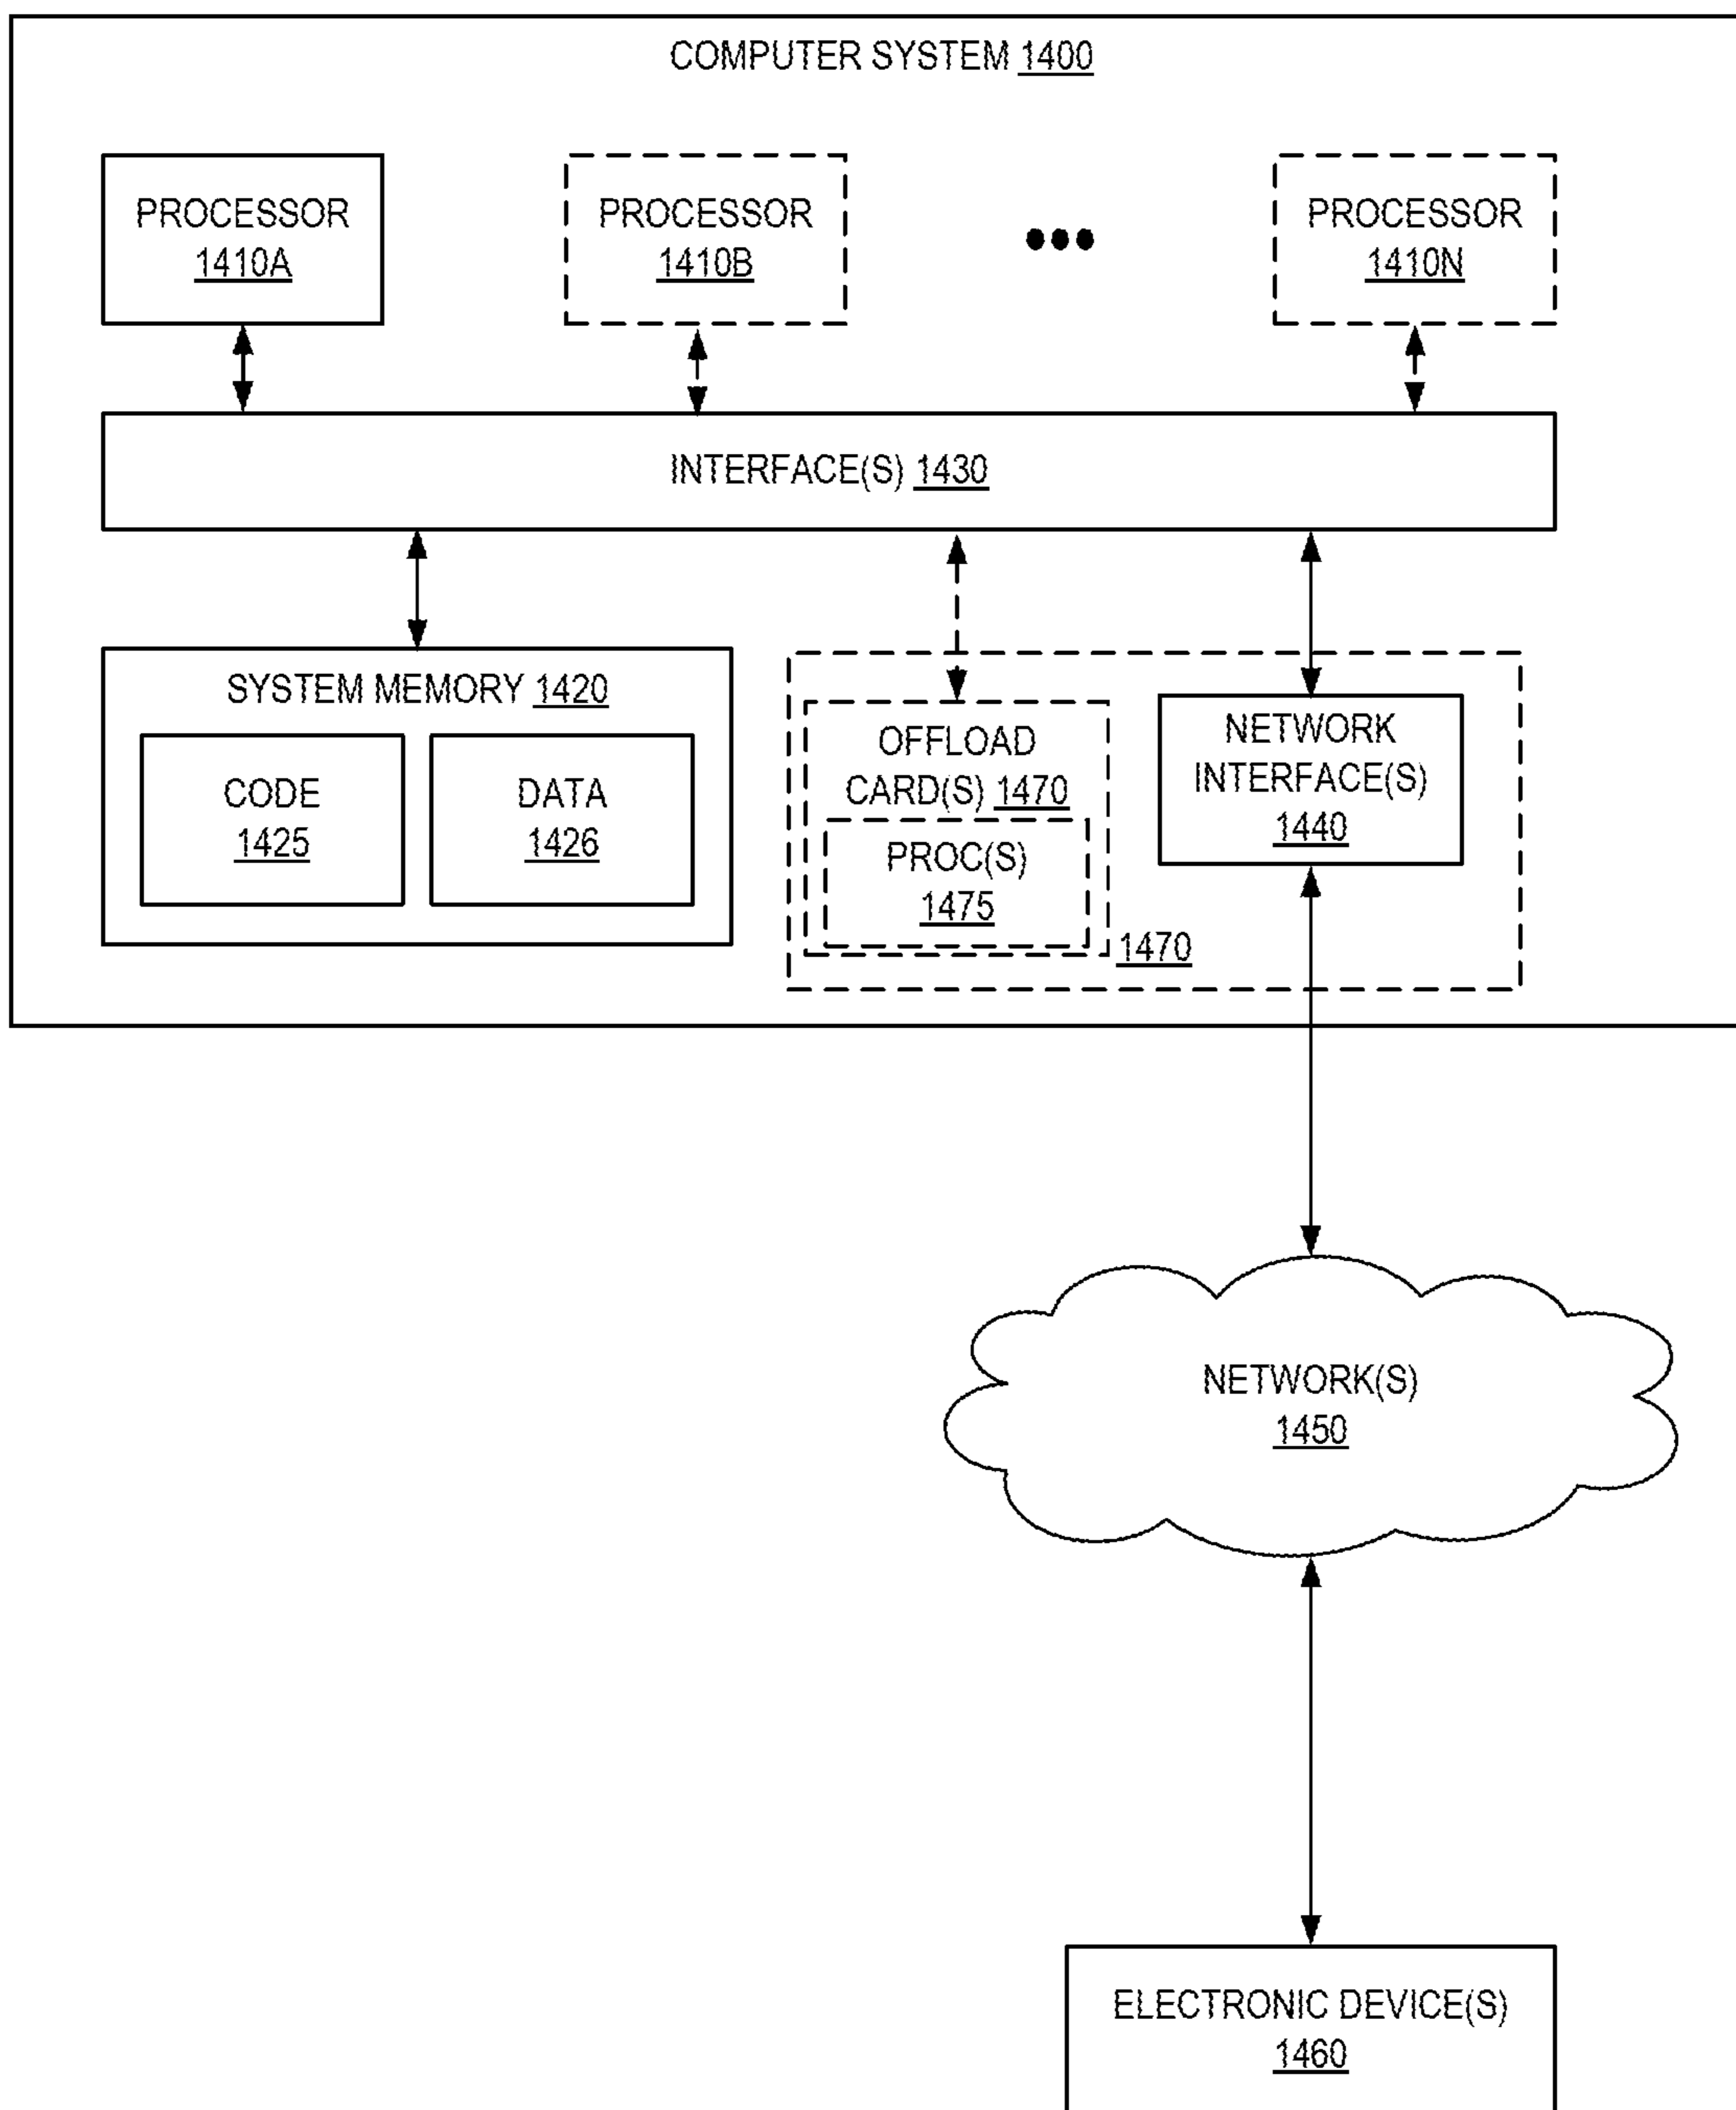 COMPUTER SYSTEM 1400
PROCESSOR
1410A
PROCESSOR
1410B
PROCESSOR
1410N
INTERFACE(S) 1430
SYSTEM MEMORY 1420
CODE
1425
DATA
1426
OFFLOAD
CARD(S) 1470
PROC(S)
1475
1470
NETWORK
INTERFACE(S)
1440
NETWORK(S)
1450
ELECTRONIC DEVICE(S)
1460